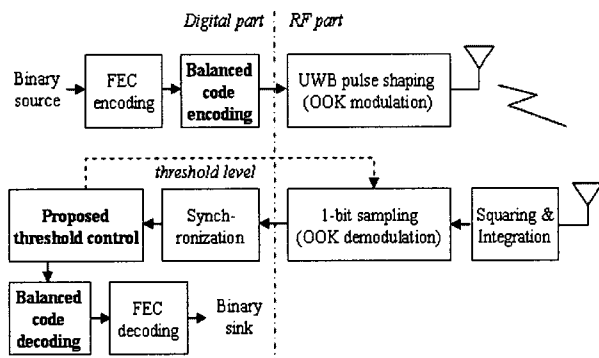 Digital part
RF part
Binary
source
FEC
encoding
Balanced
code
encoding
UWB pulse shaping
(OOK modulation)
threshold level
Proposed
threshold control
Synch-
ronization
1-bit sampling
(OOK demodulation)
Squaring &
Integration
Balanced
code
decoding
FEC
decoding
Binary
sink